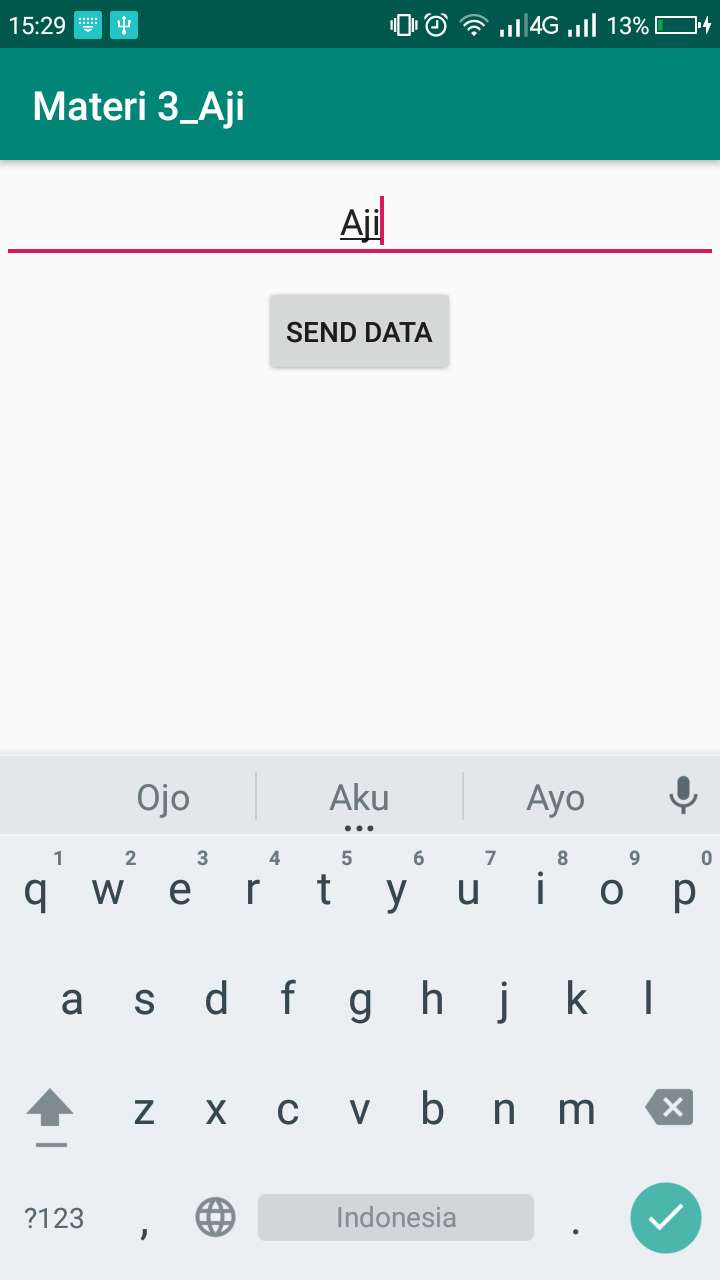 15:29 4G 13%
Materi 3_Aji
Aji
SEND DATA
Ojo Aku Ayo
1 2 3 4 5 6 7 8 9 0
q w e r t y u i o p
a s d f g h j k l
z x c v b n m
?123 , Indonesia .